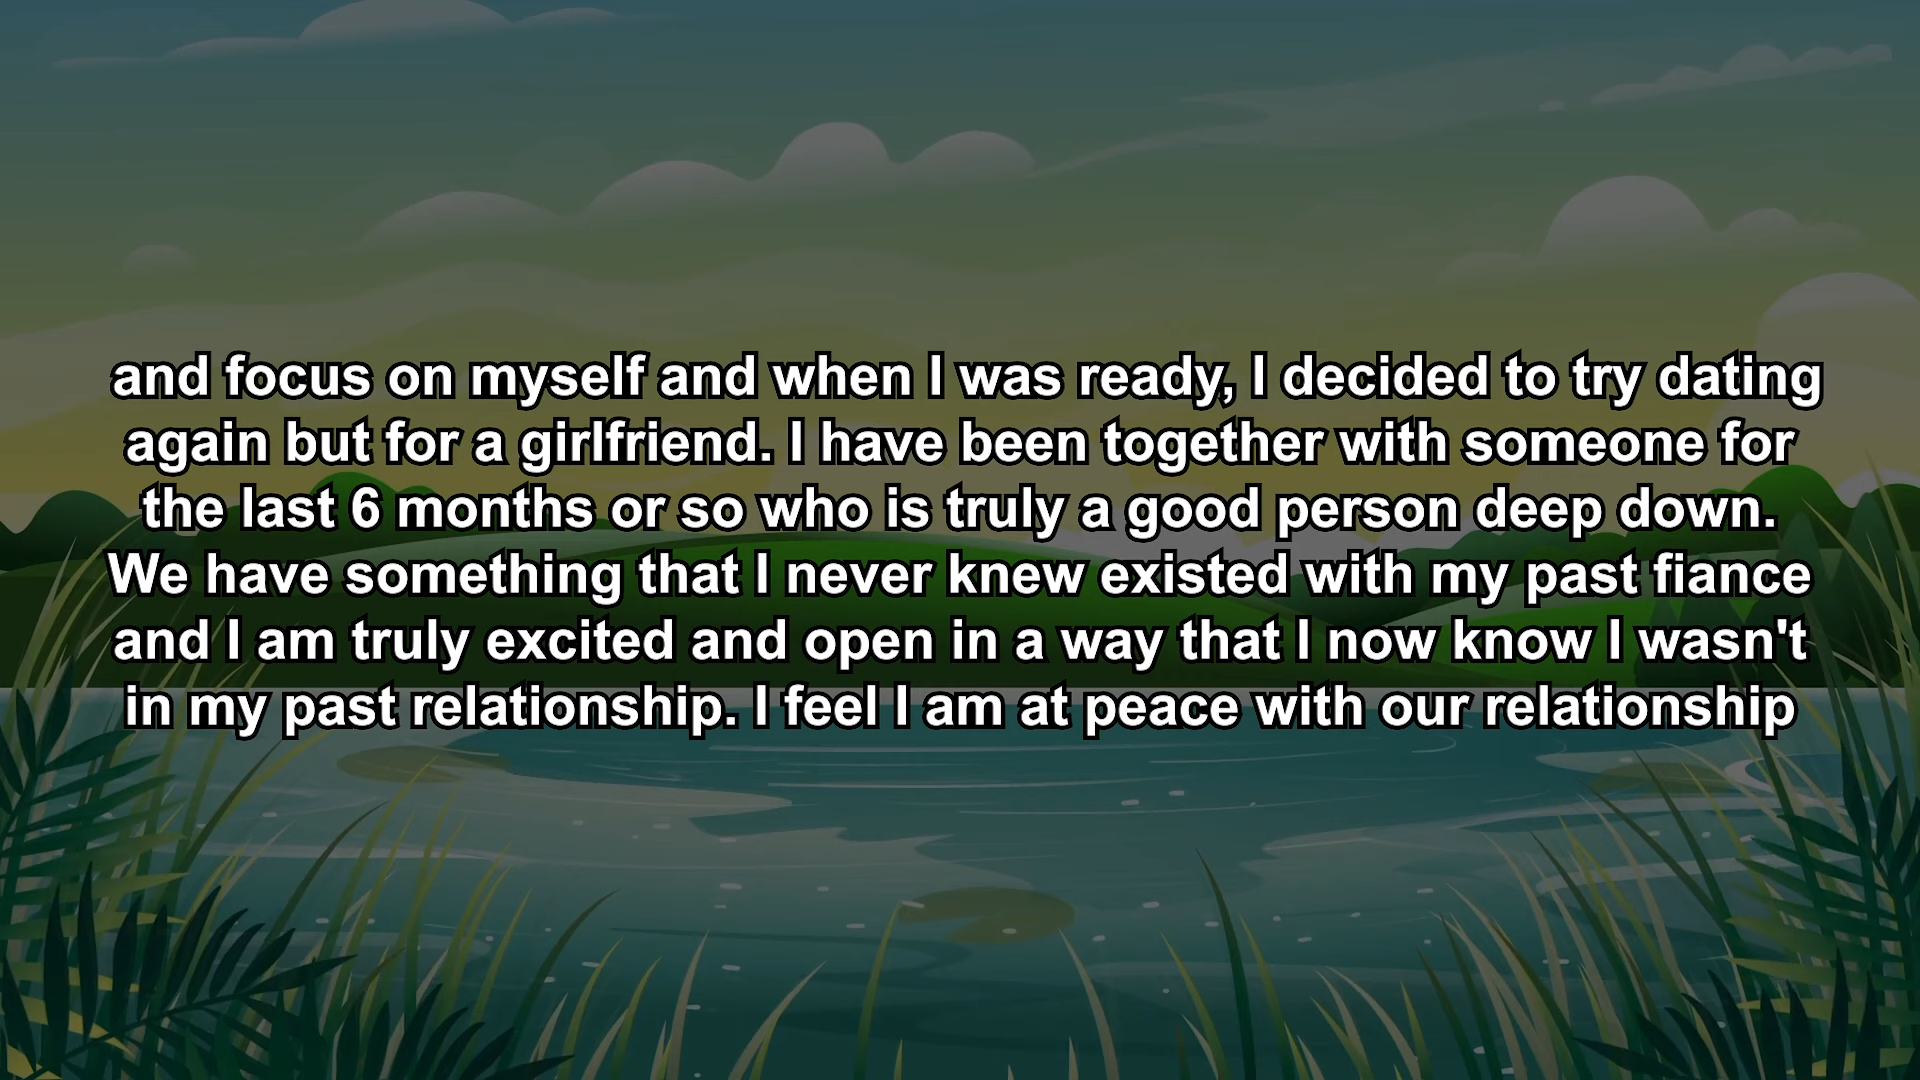 and focus on myself and when I was ready, I decided to try dating
again but for a girlfriend. I have been together with someone for
the last 6 months or so who is truly a good person deep down.
We have something that I never knew existed with my past fiance
and I am truly excited and open in a way that I now know I wasn't
in my past relationship. I feel I am at peace with our relationship